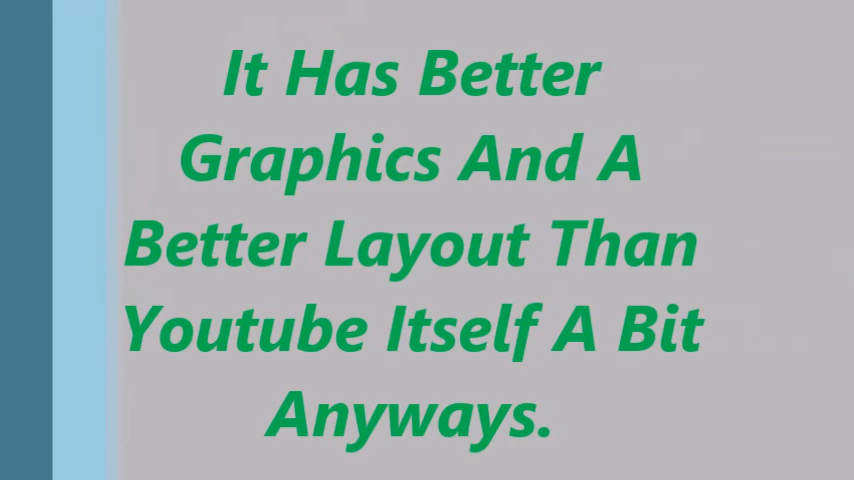 It Has Better
Graphics And A
Better Layout Than
Youtube Itself A Bit
Anyways.